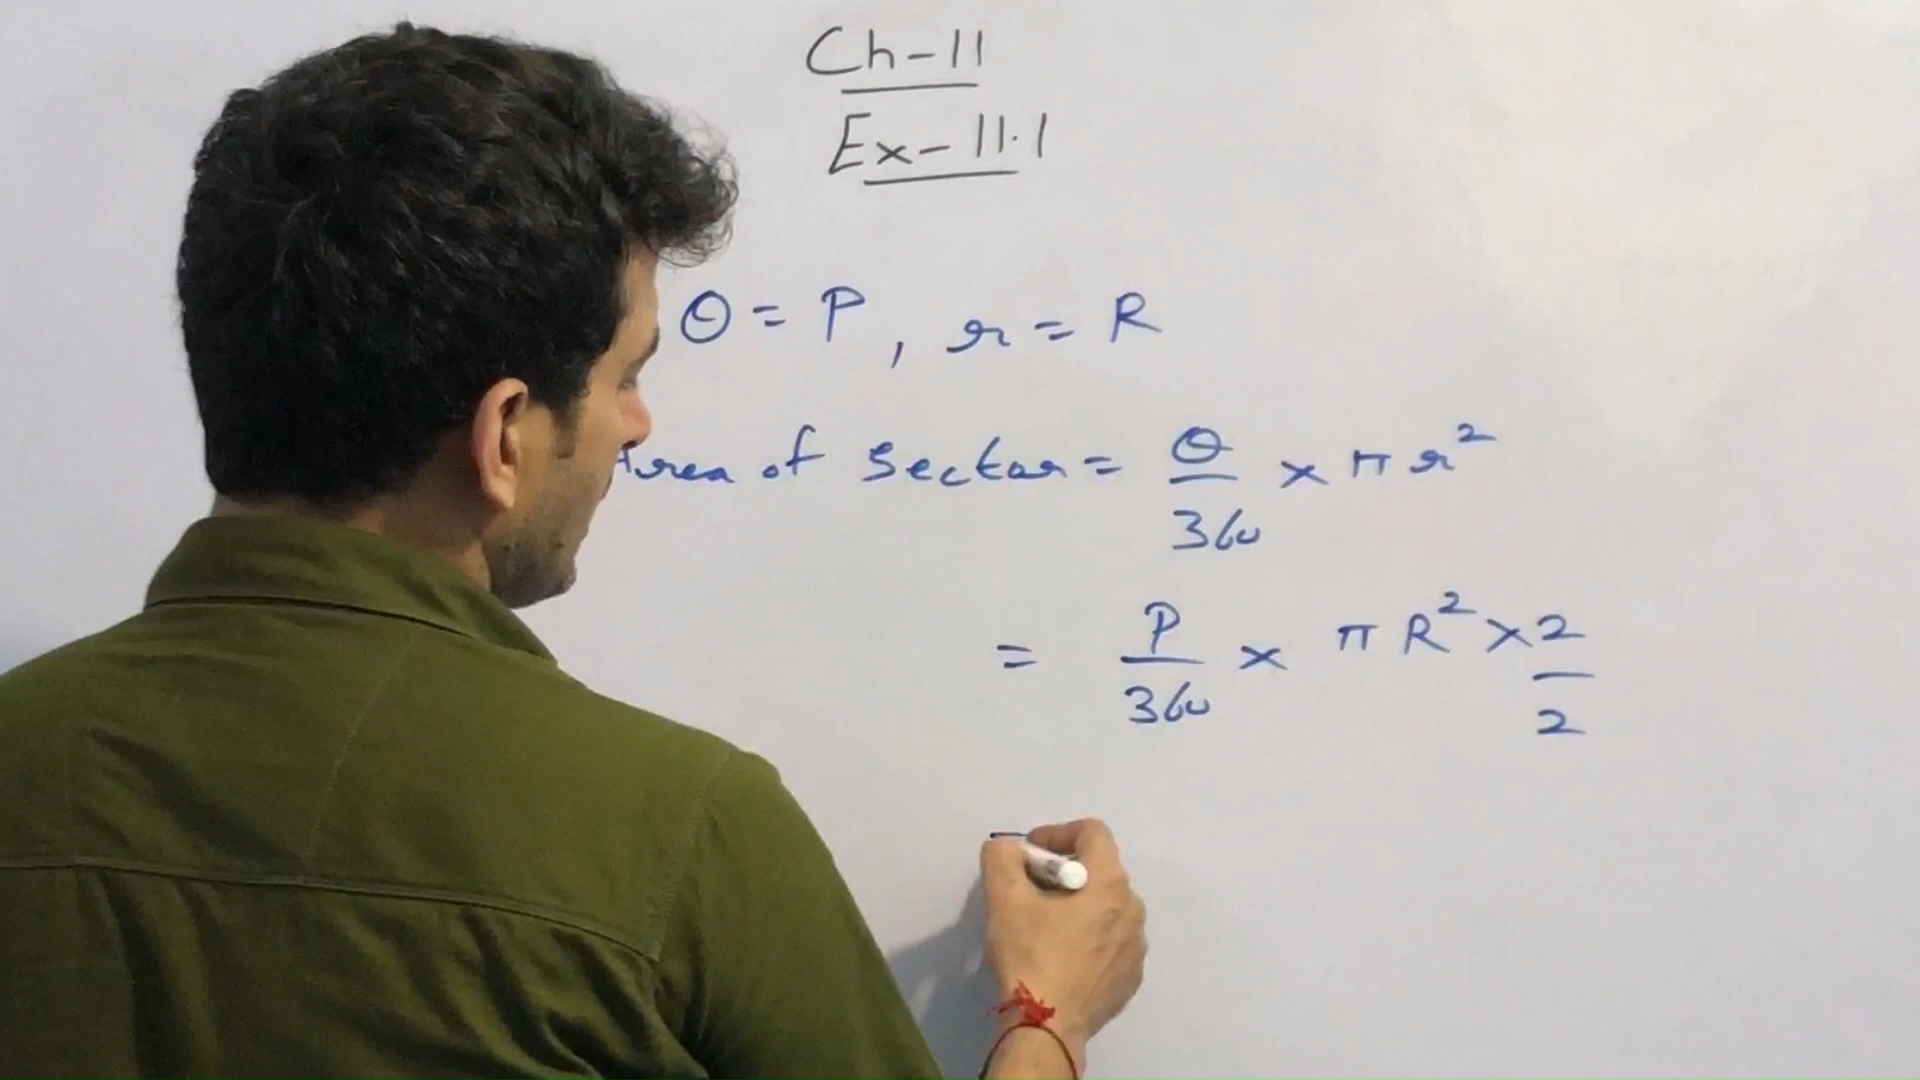 Ch-11
Ex-11.1
θ = P, r = R
Area of Sector = θ/360 × πr²
= P/360 × πR² × 2/2